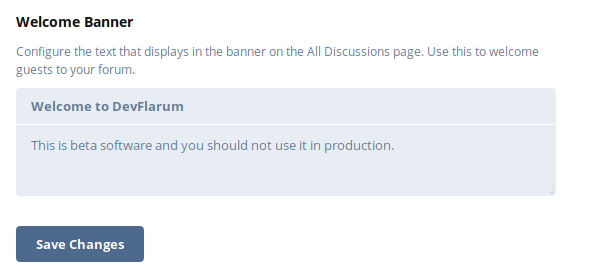 Welcome Banner
Configure the text that displays in the banner on the All Discussions page. Use this to welcome
guests to your forum.
Welcome to DevFlarum
This is beta software and you should not use it in production.
Save Changes